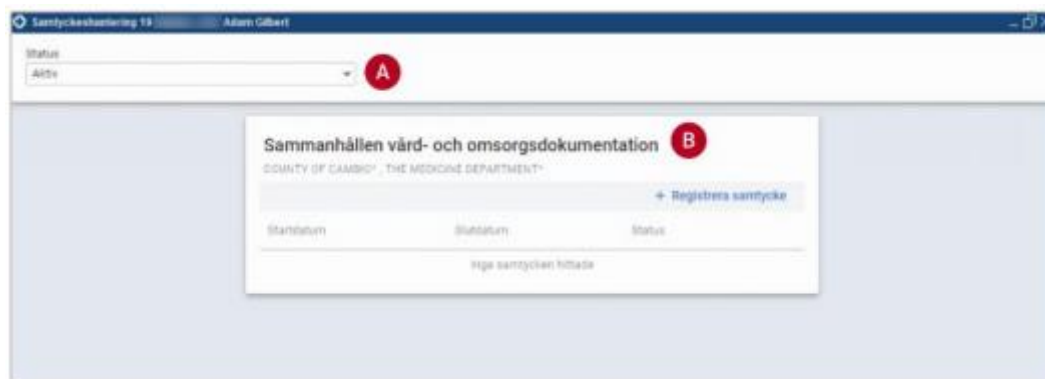 Samtyckeshantering 19 Adam Gilbert
Status
Aktiv
A
Sammanhållen vård- och omsorgsdokumentation B
COUNTY OF CAMBIO*, THE MEDICINE DEPARTMENT*
+ Registrera samtycke
Startdatum Slutdatum Status
Inga samtycken hittade